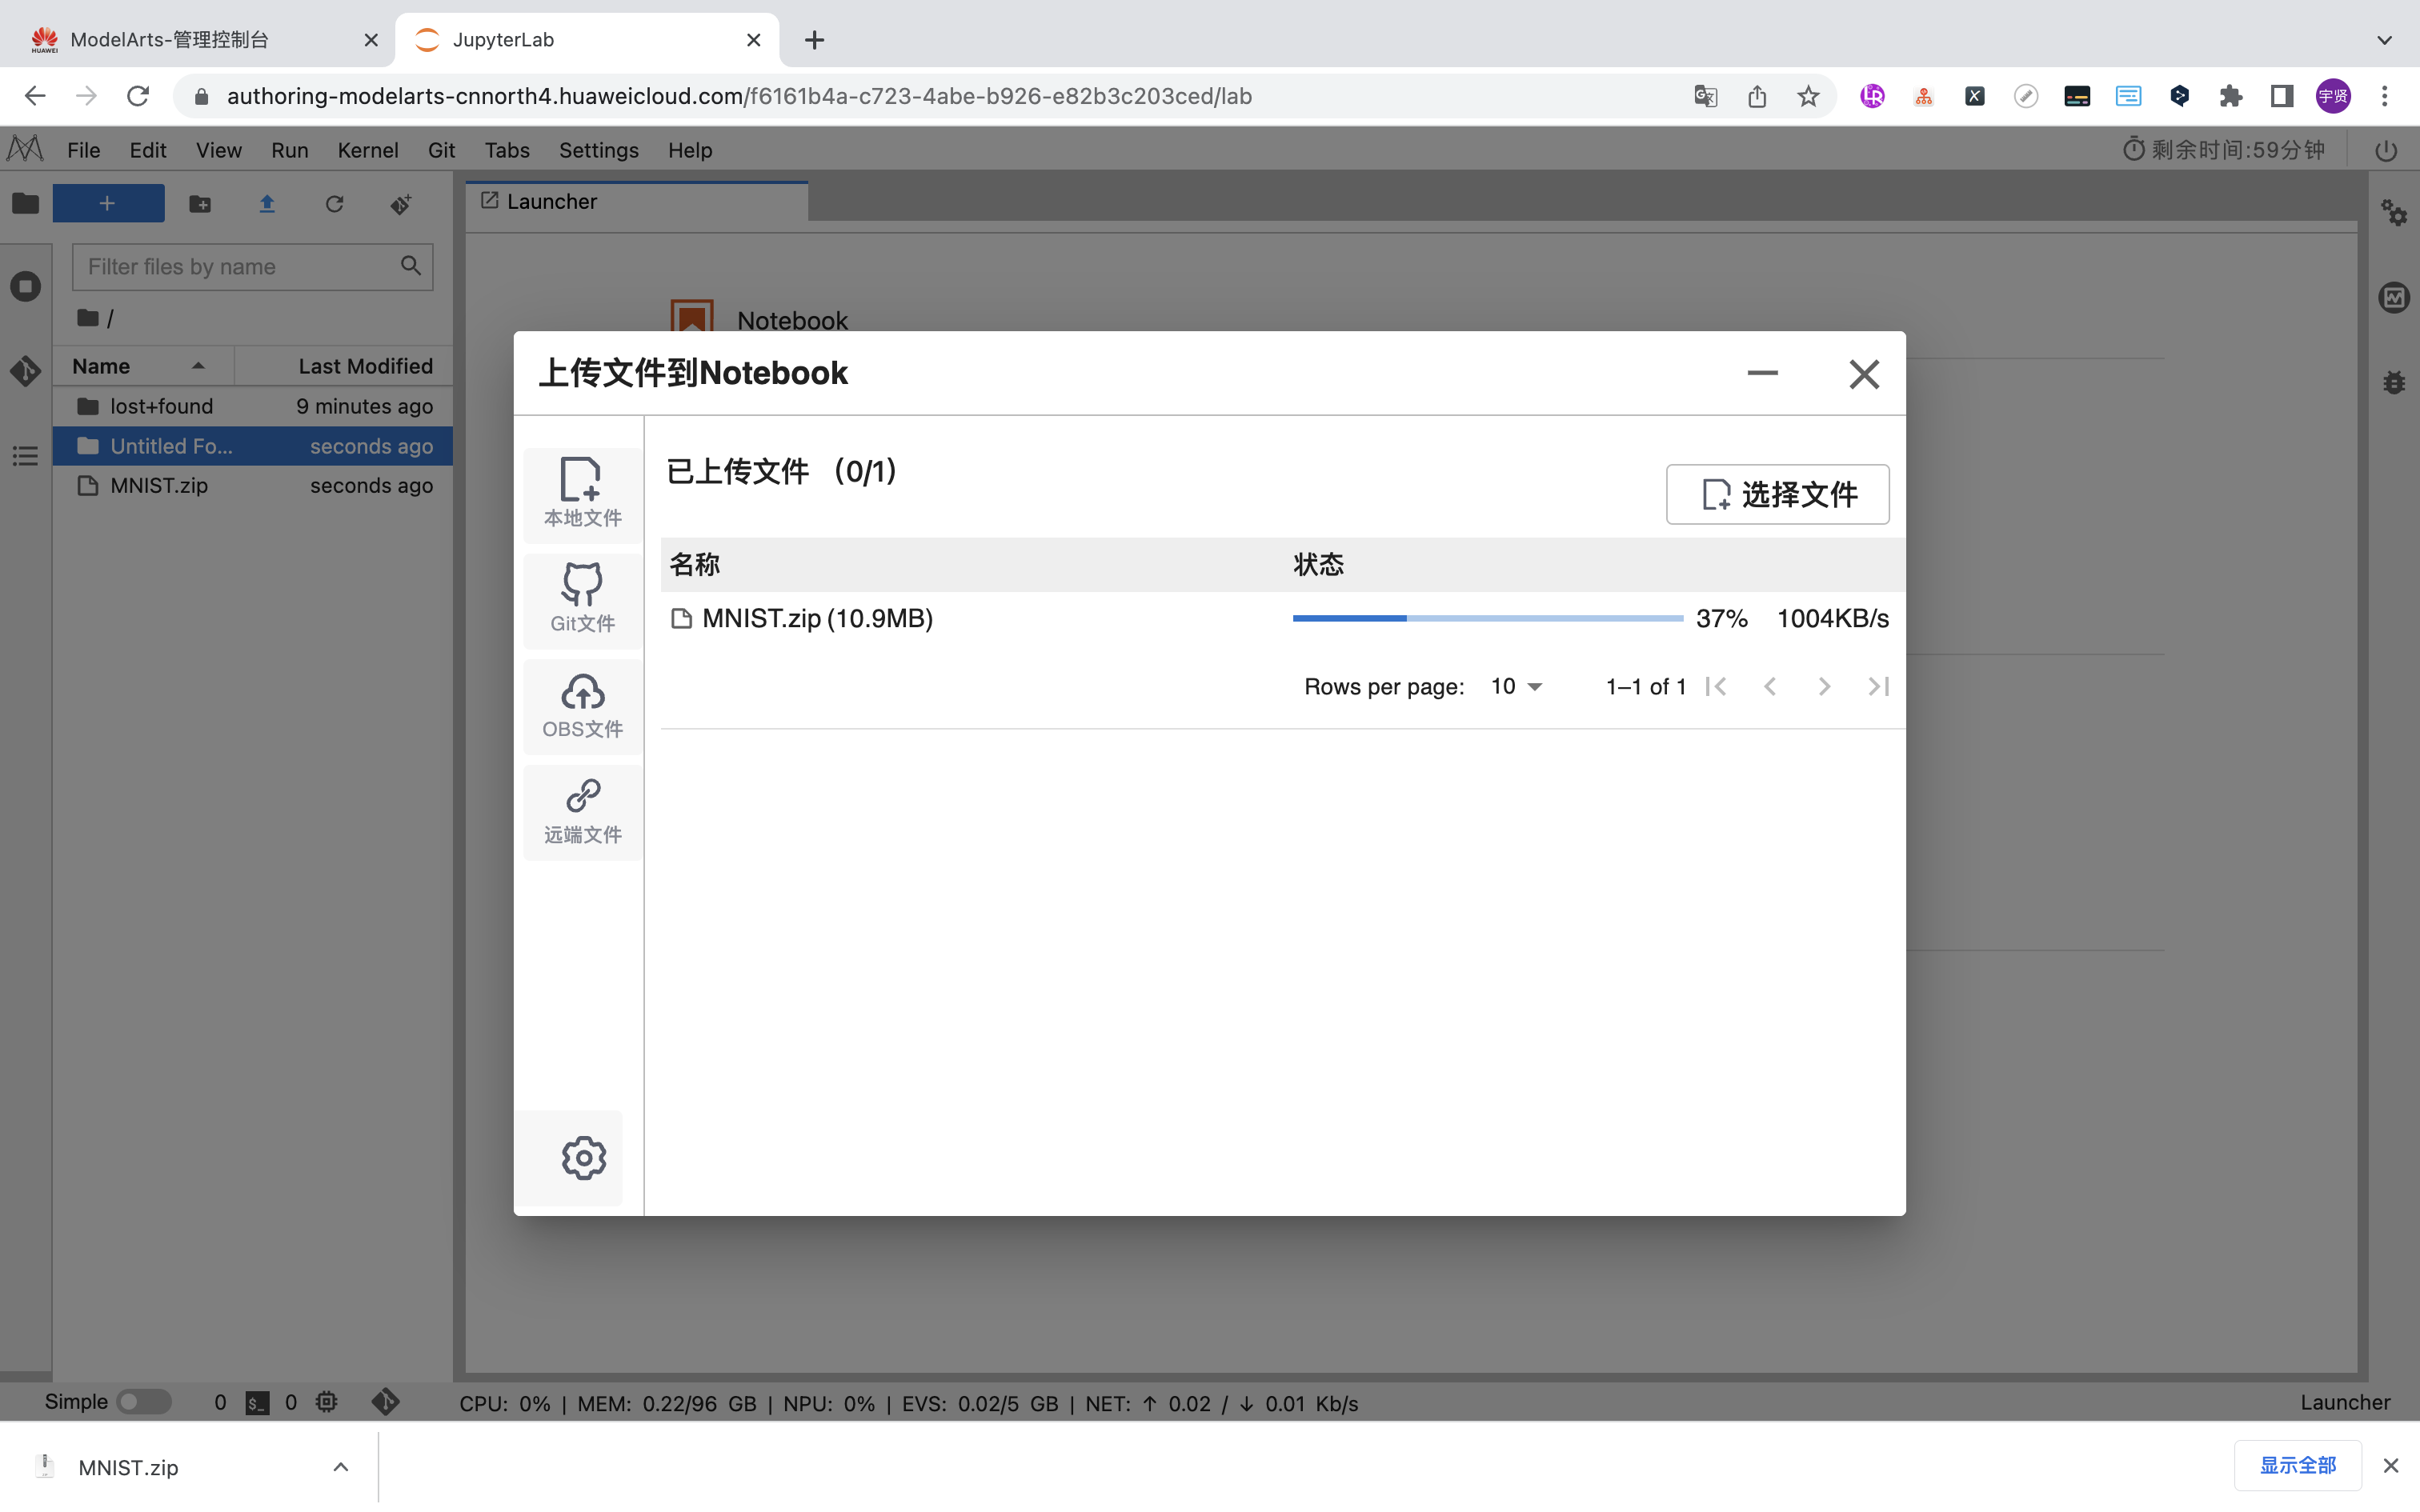 ModelArts-管理控制台
JupyterLab
HUAWEI
authoring-modelarts-cnnorth4.huaweicloud.com/f6161b4a-c723-4abe-b926-e82b3c203ced/lab
宇贤
File Edit View Run Kernel Git Tabs Settings Help
剩余时间:59分钟
Launcher
Filter files by name
/
Notebook
Name Last Modified
lost+found 9 minutes ago
Untitled Fo... seconds ago
MNIST.zip seconds ago
上传文件到Notebook
本地文件
Git文件
OBS文件
远端文件
已上传文件 （0/1）
选择文件
名称 状态
MNIST.zip (10.9MB) 37% 1004KB/s
Rows per page: 10 1–1 of 1
Simple 0 $_ 0 CPU: 0% | MEM: 0.22/96 GB | NPU: 0% | EVS: 0.02/5 GB | NET: ↑ 0.02 / ↓ 0.01 Kb/s Launcher
MNIST.zip
显示全部